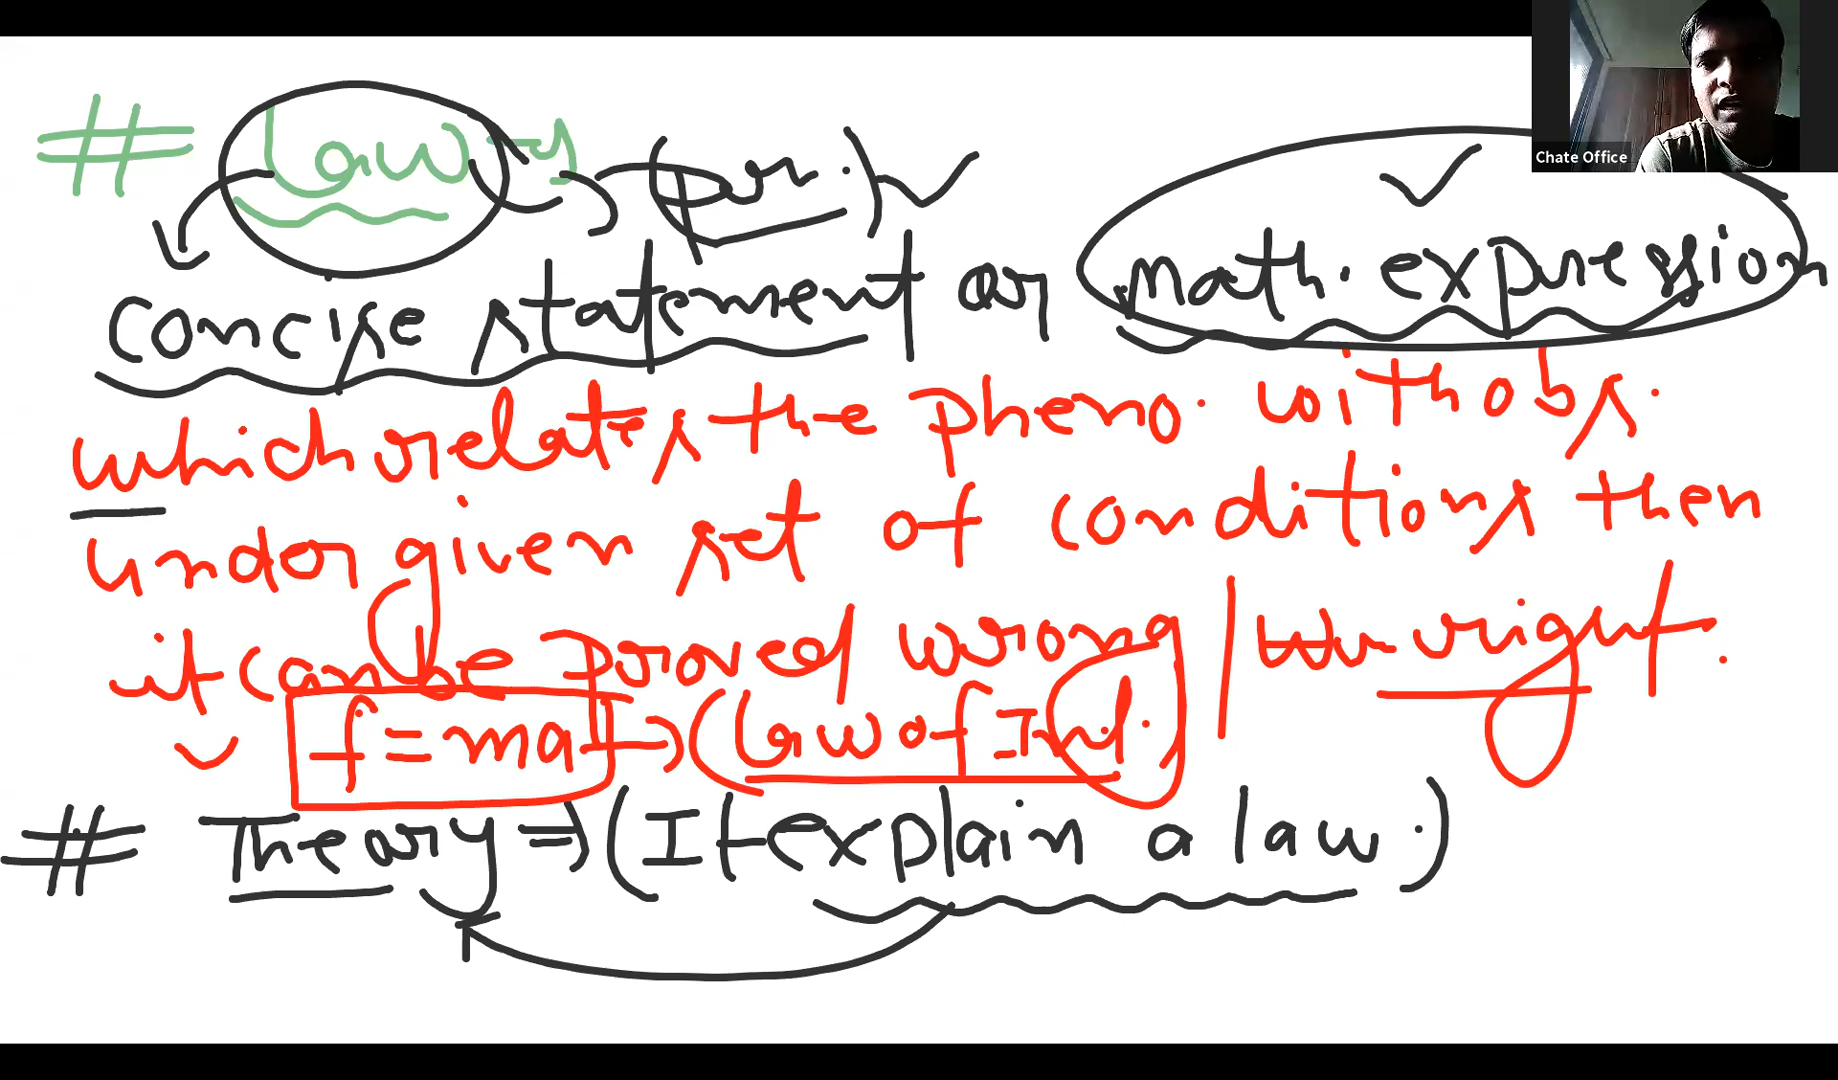 Chate Office
# Law → (pr.)
concise statement or math. expression
which relates the pheno. with obs.
under given set of conditions then
it can be proved wrong / right.
f = ma → (law of Int.)
# Theory ⇒ (It explain a law.)